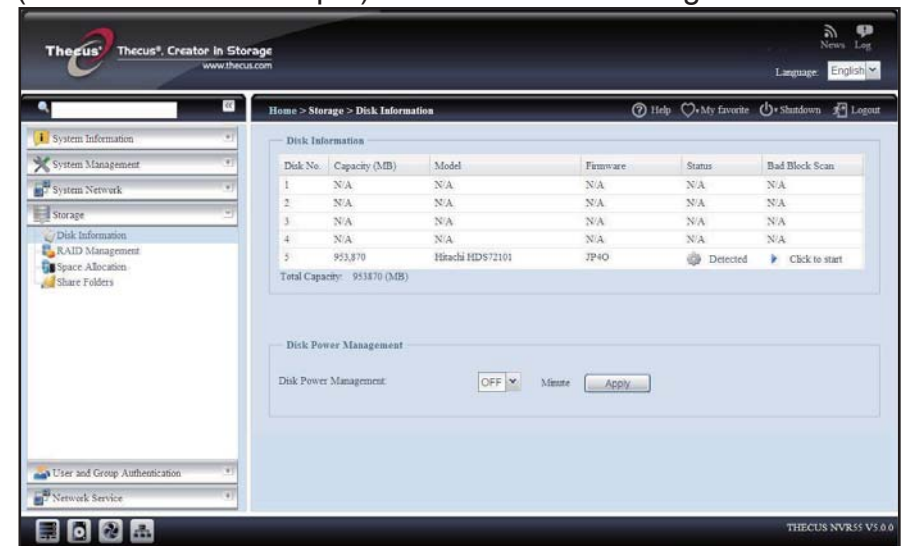 Thecus® Thecus®, Creator in Storage
www.thecus.com
News Log
Language: English
Home > Storage > Disk Information
Help My favorite Shutdown Logout
System Information
System Management
System Network
Storage
Disk Information
RAID Management
Space Allocation
Share Folders
User and Group Authentication
Network Service
Disk Information
Disk No. Capacity (MB) Model Firmware Status Bad Block Scan
1 N/A N/A N/A N/A N/A
2 N/A N/A N/A N/A N/A
3 N/A N/A N/A N/A N/A
4 N/A N/A N/A N/A N/A
5 953,870 Hitachi HDS72101 JP4O Detected Click to start
Total Capacity: 953870 (MB)
Disk Power Management
Disk Power Management: OFF Minute Apply
THECUS NVR55 V5.0.0